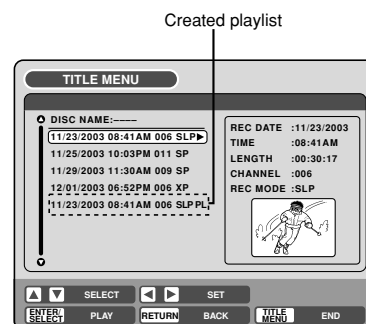 Created playlist
TITLE MENU
DISC NAME:----
11/23/2003 08:41AM 006 SLP
11/25/2003 10:03PM 011 SP
11/29/2003 11:30AM 009 SP
12/01/2003 06:52PM 006 XP
11/23/2003 08:41AM 006 SLP PL
REC DATE :11/23/2003
TIME :08:41AM
LENGTH :00:30:17
CHANNEL :006
REC MODE :SLP
SELECT SET
ENTER/SELECT PLAY RETURN BACK TITLE MENU END